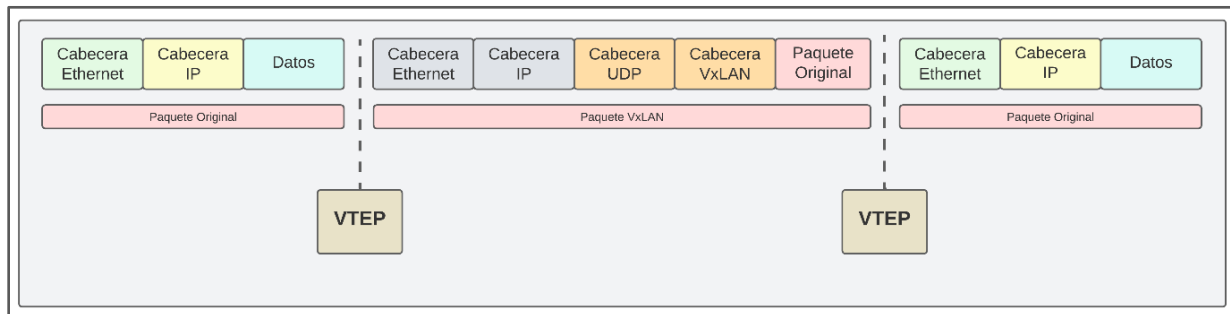 Cabecera
Ethernet
Cabecera
IP
Datos
Cabecera
Ethernet
Cabecera
IP
Cabecera
UDP
Cabecera
VxLAN
Paquete
Original
Cabecera
Ethernet
Cabecera
IP
Datos
Paquete Original
Paquete VxLAN
Paquete Original
VTEP
VTEP